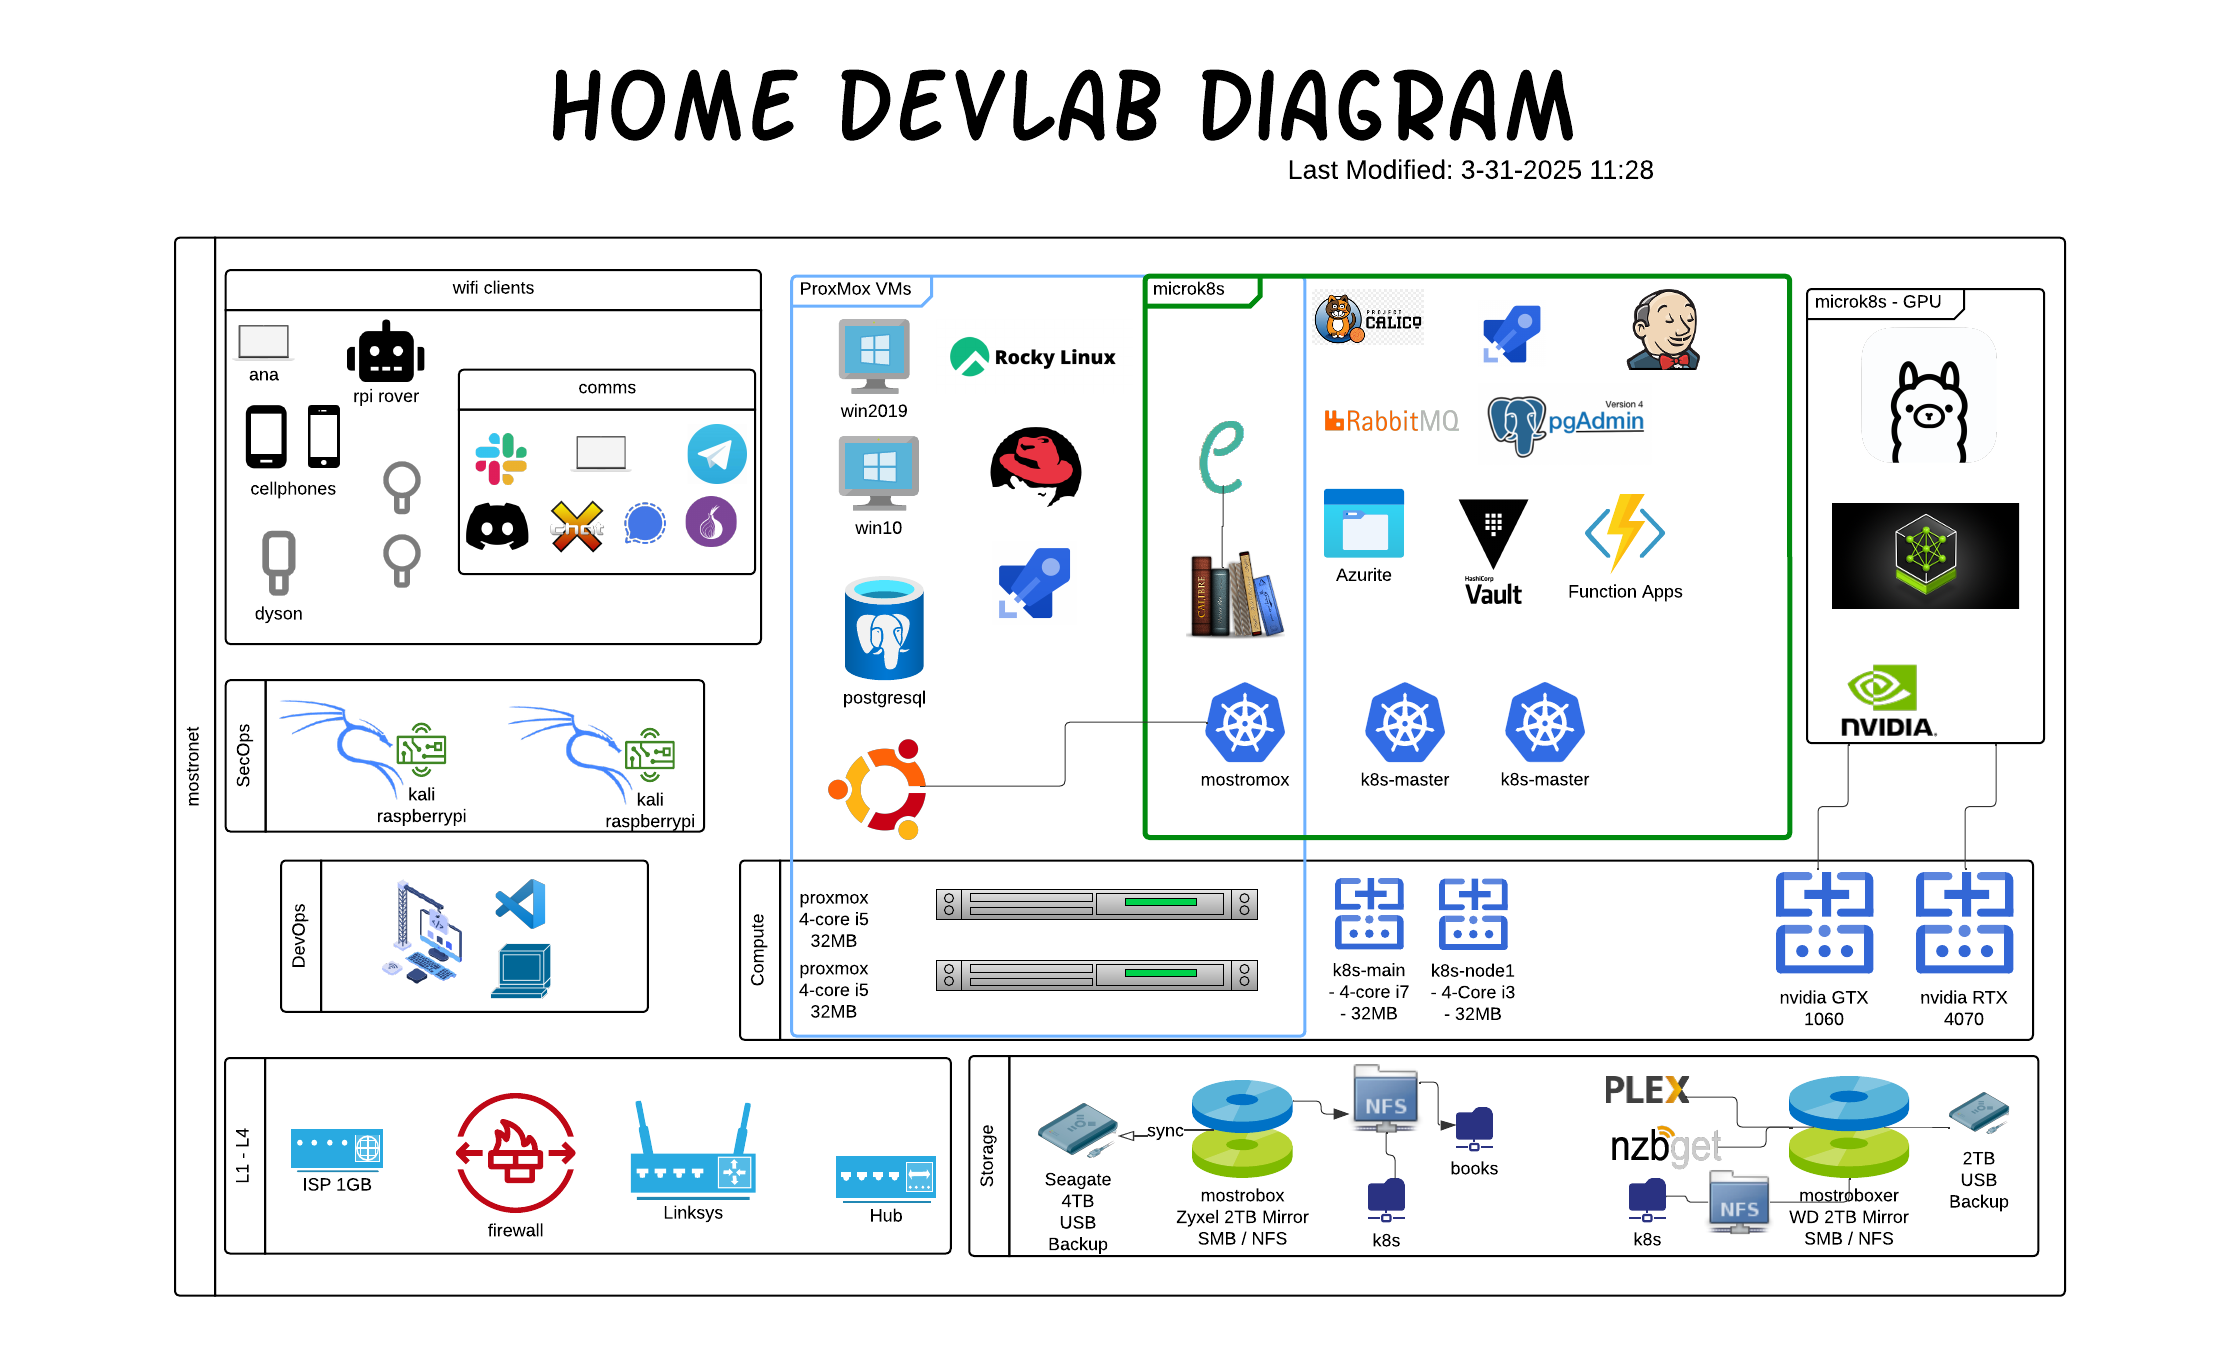 HOME DEVLAB DIAGRAM
Last Modified: 3-31-2025 11:28
mostronet
wifi clients
ana
rpi rover
cellphones
dyson
comms
chat
ProxMox VMs
win2019
Rocky Linux
win10
postgresql
microk8s
PROJECT
CALICO
RabbitMQ
Version 4
pgAdmin
Azurite
HashiCorp
Vault
Function Apps
CALIBRE
mostromox
k8s-master
k8s-master
microk8s - GPU
NVIDIA.
SecOps
kali
raspberrypi
kali
raspberrypi
DevOps
Compute
proxmox
4-core i5
32MB
proxmox
4-core i5
32MB
k8s-main
- 4-core i7
- 32MB
k8s-node1
- 4-Core i3
- 32MB
nvidia GTX
1060
nvidia RTX
4070
L1 - L4
ISP 1GB
firewall
Linksys
Hub
Storage
Seagate
4TB
USB
Backup
sync
mostrobox
Zyxel 2TB Mirror
SMB / NFS
NFS
books
k8s
PLEX
nzbget
k8s
NFS
mostroboxer
WD 2TB Mirror
SMB / NFS
2TB
USB
Backup